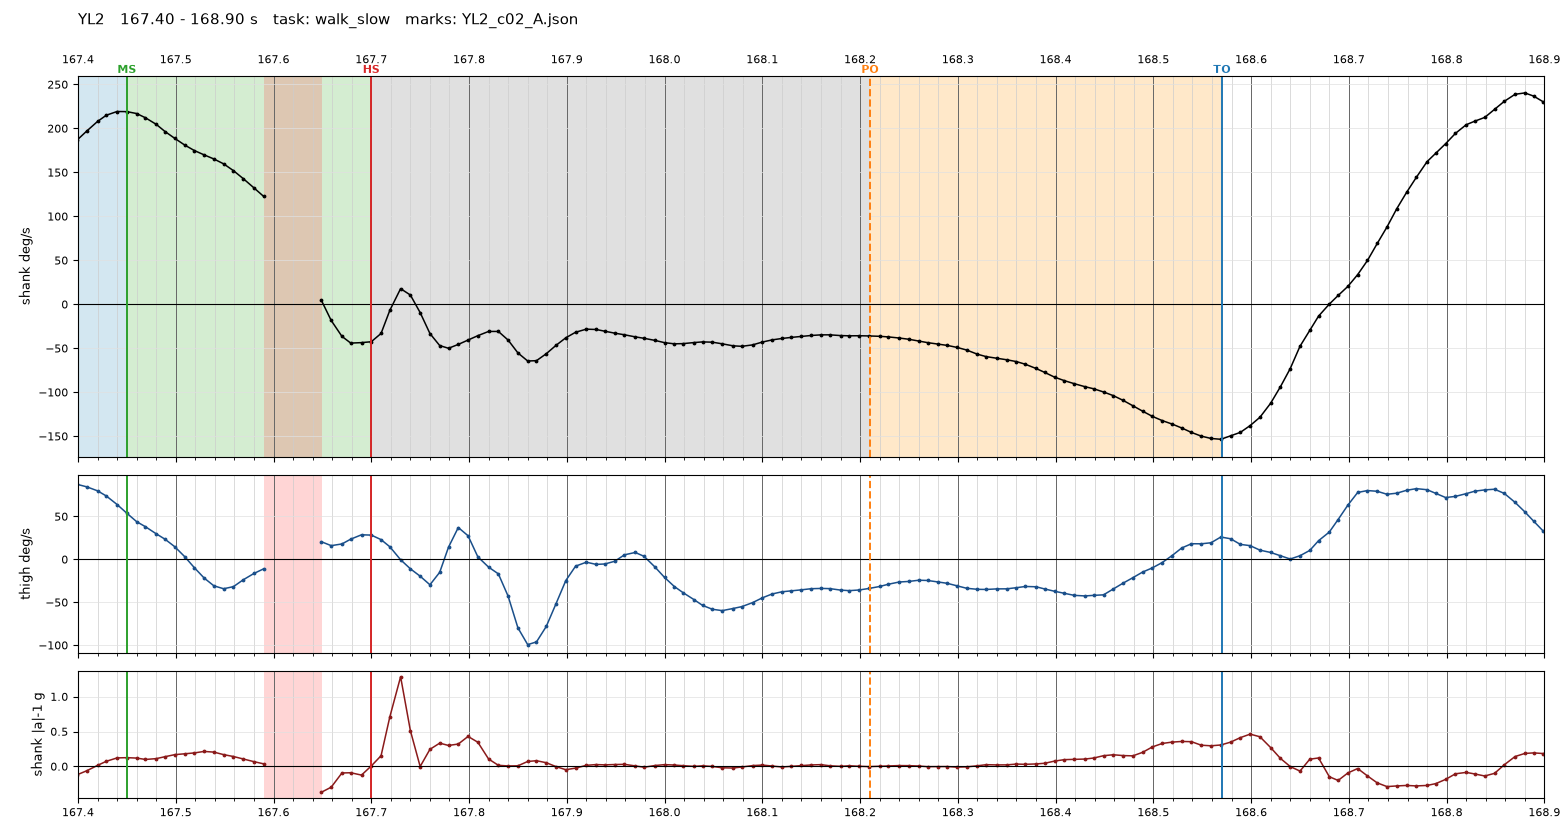 YL2   167.40 - 168.90 s   task: walk_slow   marks: YL2_c02_A.json
167.4 167.5 167.6 167.7 167.8 167.9 168.0 168.1 168.2 168.3 168.4 168.5 168.6 168.7 168.8 168.9
MS HS PO TO
shank deg/s
250
200
150
100
50
0
−50
−100
−150
thigh deg/s
50
0
−50
−100
shank |a|-1 g
1.0
0.5
0.0
167.4 167.5 167.6 167.7 167.8 167.9 168.0 168.1 168.2 168.3 168.4 168.5 168.6 168.7 168.8 168.9